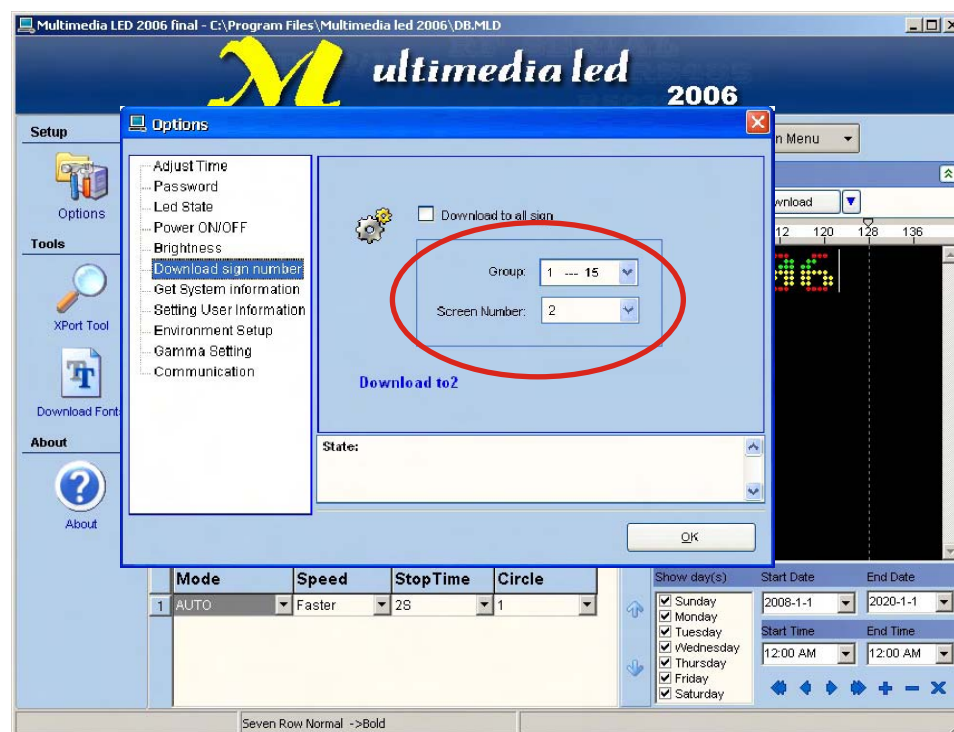 Multimedia LED 2006 final - C:\Program Files\Multimedia led 2006\DB.MLD
Multimedia led
2006
Setup
Options
Tools
XPort Tool
Download Font
About
About
n Menu
wnload
12 120 128 136
Options
Adjust Time
Password
Led State
Power ON/OFF
Brightness
Download sign number
Get System information
Setting User Information
Environment Setup
Gamma Setting
Communication
Download to all sign
Group: 1 --- 15
Screen Number: 2
Download to2
State:
OK
Mode Speed StopTime Circle
1 AUTO Faster 2S 1
Show day(s)
Sunday
Monday
Tuesday
Wednesday
Thursday
Friday
Saturday
Start Date End Date
2008-1-1 2020-1-1
Start Time End Time
12:00 AM 12:00 AM
Seven Row Normal ->Bold